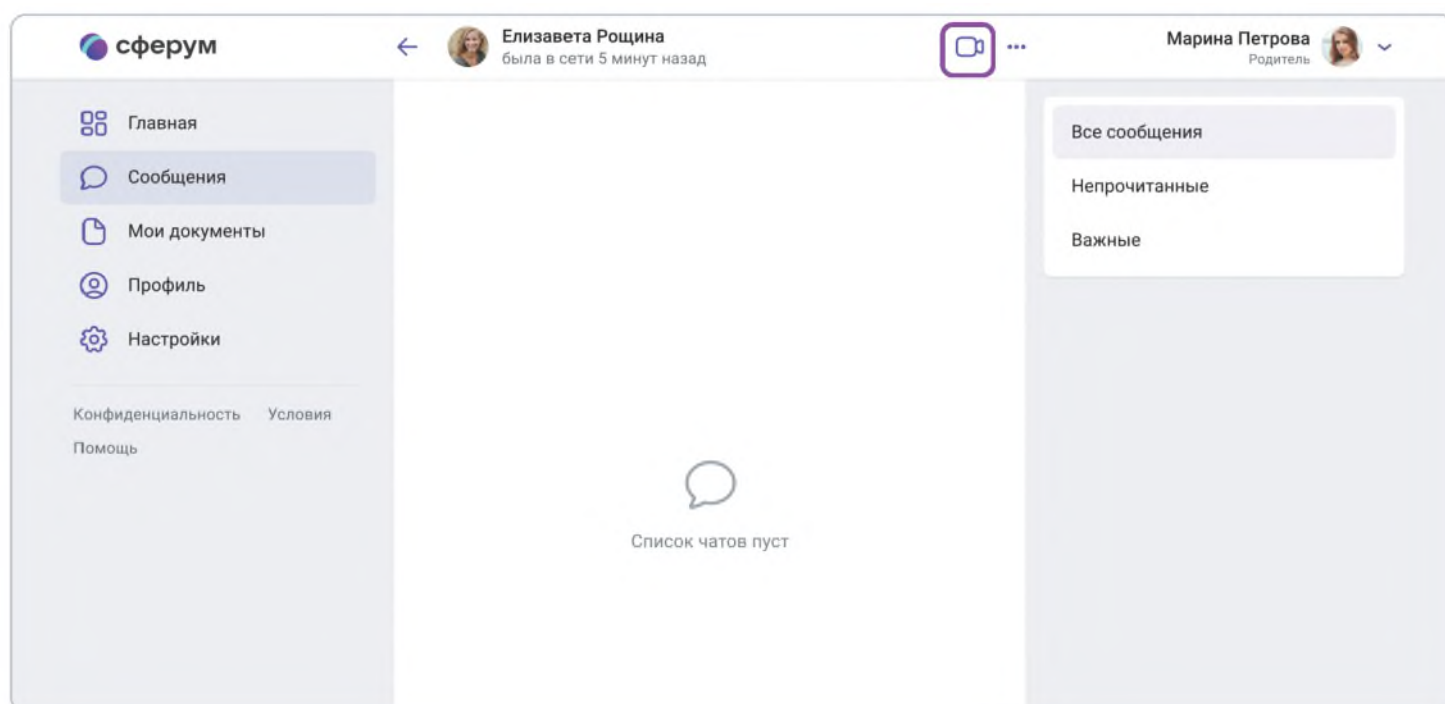 сферум
Елизавета Рощина
была в сети 5 минут назад
Марина Петрова
Родитель
Главная
Сообщения
Мои документы
Профиль
Настройки
Конфиденциальность Условия
Помощь
Список чатов пуст
Все сообщения
Непрочитанные
Важные